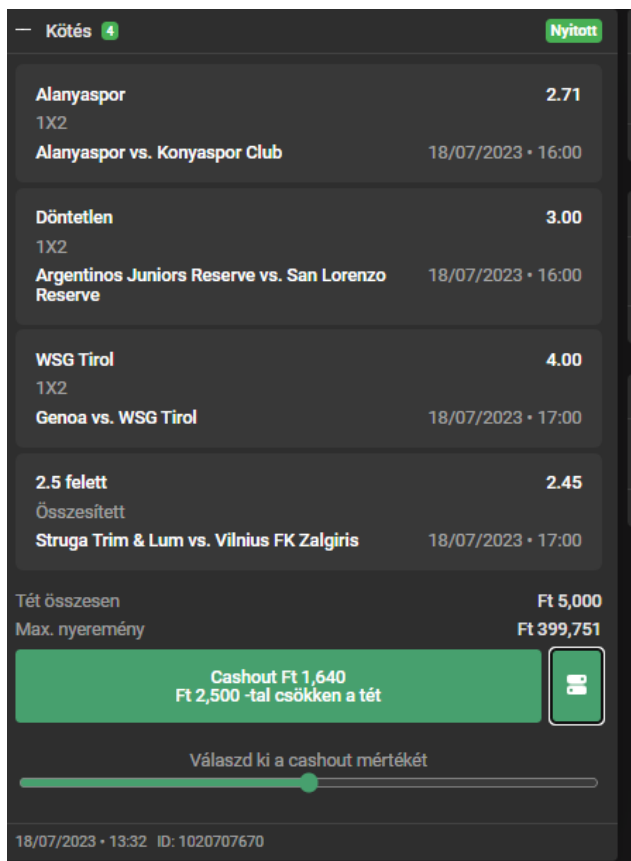 — Kötés 4 Nyitott
Alanyaspor 2.71
1X2
Alanyaspor vs. Konyaspor Club 18/07/2023 • 16:00
Döntetlen 3.00
1X2
Argentinos Juniors Reserve vs. San Lorenzo 18/07/2023 • 16:00
Reserve
WSG Tirol 4.00
1X2
Genoa vs. WSG Tirol 18/07/2023 • 17:00
2.5 felett 2.45
Összesített
Struga Trim & Lum vs. Vilnius FK Zalgiris 18/07/2023 • 17:00
Tét összesen Ft 5,000
Max. nyeremény Ft 399,751
Cashout Ft 1,640
Ft 2,500 -tal csökken a tét
Válaszd ki a cashout mértékét
18/07/2023 • 13:32 ID: 1020707670